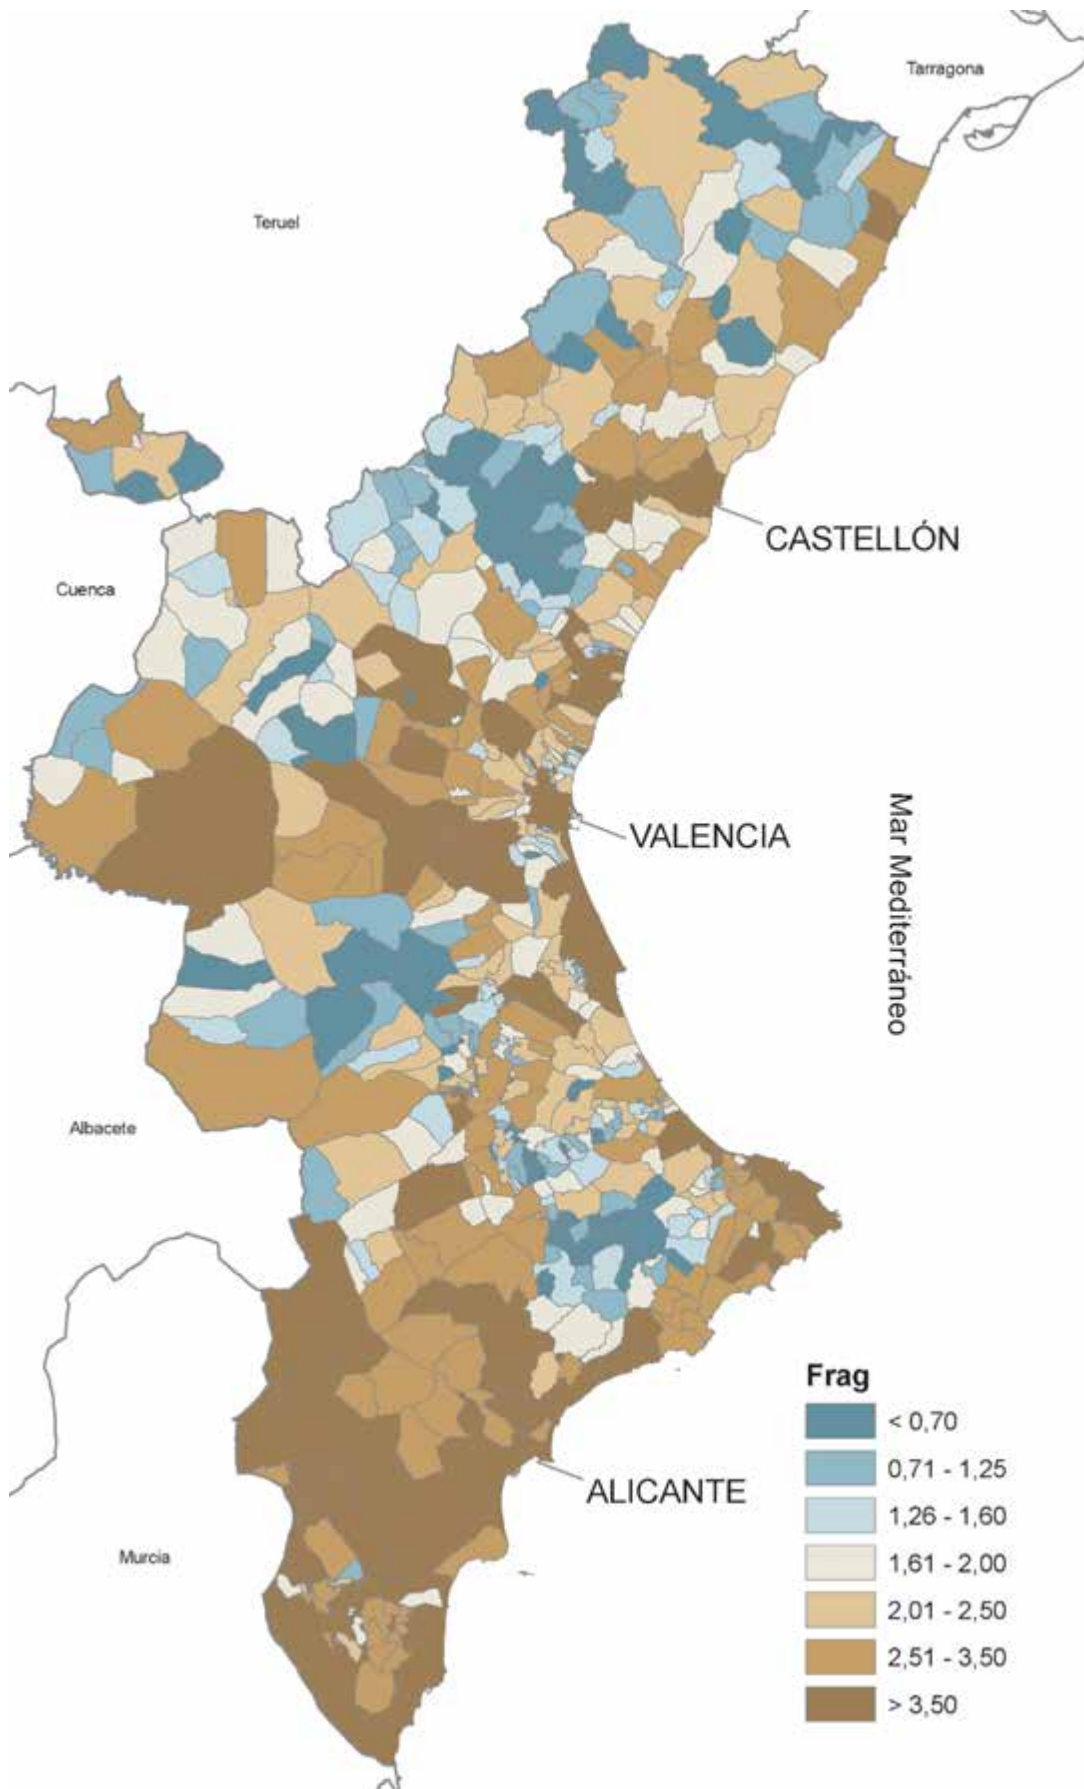 Tarragona
Teruel
CASTELLÓN
Cuenca
VALENCIA
Mar Mediterráneo
Albacete
Frag
< 0,70
0,71 - 1,25
1,26 - 1,60
1,61 - 2,00
2,01 - 2,50
2,51 - 3,50
> 3,50
ALICANTE
Murcia